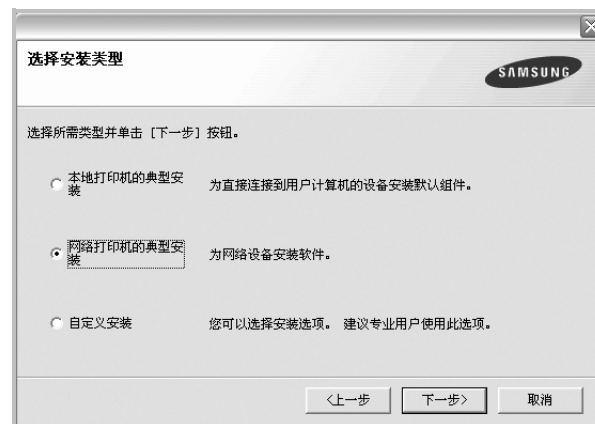 选择安装类型
SAMSUNG
选择所需类型并单击 [下一步] 按钮。
本地打印机的典型安
装
为直接连接到用户计算机的设备安装默认组件。
网络打印机的典型安
装
为网络设备安装软件。
自定义安装
您可以选择安装选项。 建议专业用户使用此选项。
<上一步
下一步>
取消